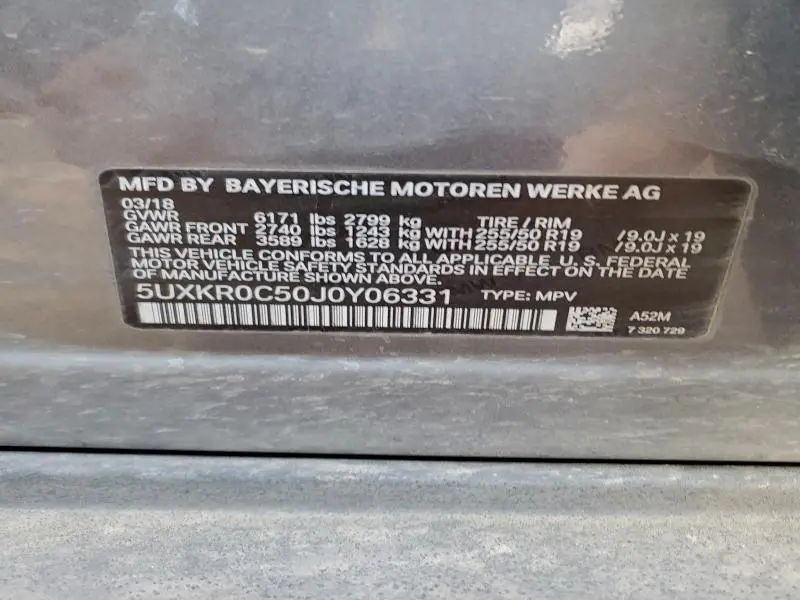 MFD BY BAYERISCHE MOTOREN WERKE AG
03/18
GVWR 6171 lbs 2799 kg TIRE / RIM
GAWR FRONT 2740 lbs 1243 kg WITH 255/50 R19 /9.0J x 19
GAWR REAR 3589 lbs 1628 kg WITH 255/50 R19 /9.0J x 19
THIS VEHICLE CONFORMS TO ALL APPLICABLE U. S. FEDERAL
MOTOR VEHICLE SAFETY STANDARDS IN EFFECT ON THE DATE
OF MANUFACTURE SHOWN ABOVE.
5UXKR0C50J0Y06331 TYPE: MPV
A52M
7 320 729